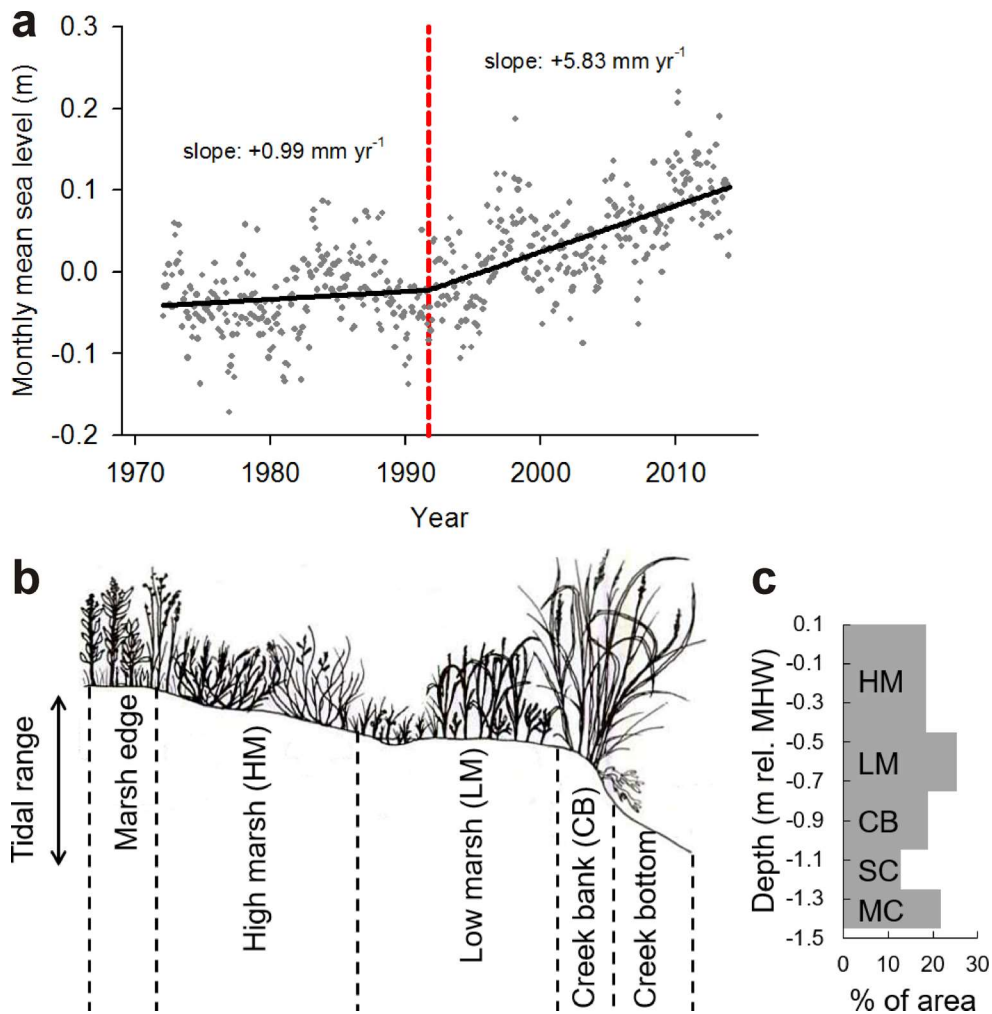 a
0.3
0.2
0.1
0.0
-0.1
-0.2
Monthly mean sea level (m)
slope: +0.99 mm yr-1
slope: +5.83 mm yr-1
1970 1980 1990 2000 2010
Year
b
Tidal range
Marsh edge
High marsh (HM)
Low marsh (LM)
Creek bank (CB)
Creek bottom
c
Depth (m rel. MHW)
0.1
-0.1
-0.3
-0.5
-0.7
-0.9
-1.1
-1.3
-1.5
HM
LM
CB
SC
MC
0 10 20 30
% of area